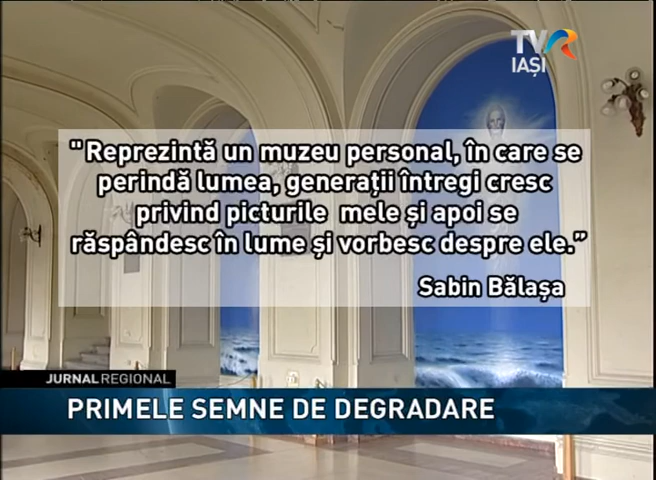 TVR
IAȘI
"Reprezintă un muzeu personal, în care se
perindă lumea, generații întregi cresc
privind picturile mele și apoi se
răspândesc în lume și vorbesc despre ele."
Sabin Bălașa
JURNAL REGIONAL
PRIMELE SEMNE DE DEGRADARE